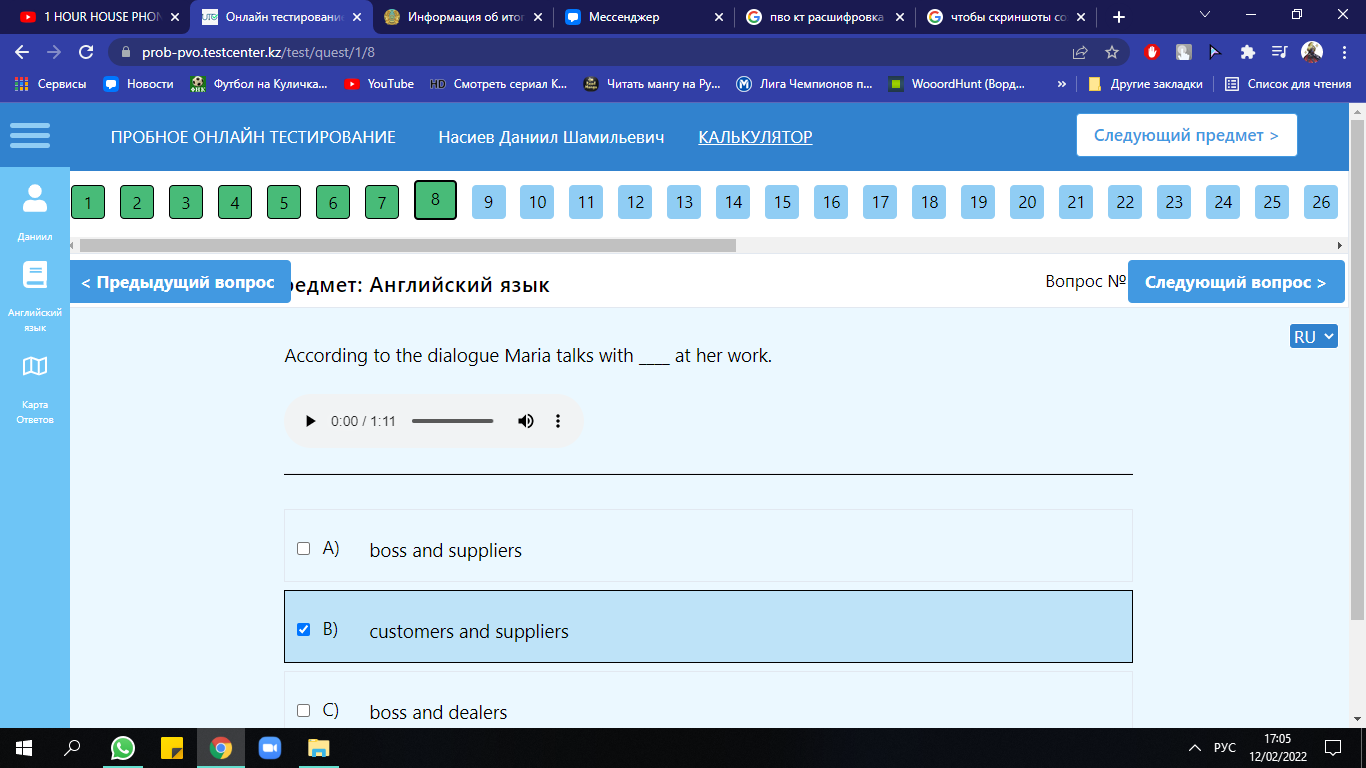 1 HOUR HOUSE PHON
Онлайн тестировани
Информация об итог
Мессенджер
пво кт расшифровка
чтобы скриншоты со
prob-pvo.testcenter.kz/test/quest/1/8
Сервисы
Новости
Футбол на Куличка...
YouTube
HD Смотреть сериал K...
Читать мангу на Ру...
Лига Чемпионов п...
WooordHunt (Ворд...
»
Другие закладки
Список для чтения
ПРОБНОЕ ОНЛАЙН ТЕСТИРОВАНИЕ
Насиев Даниил Шамильевич
КАЛЬКУЛЯТОР
Следующий предмет >
1 2 3 4 5 6 7 8 9 10 11 12 13 14 15 16 17 18 19 20 21 22 23 24 25 26
Даниил
Английский
язык
Карта
Ответов
< Предыдущий вопрос
редмет: Английский язык
Вопрос №
Следующий вопрос >
RU
According to the dialogue Maria talks with ____ at her work.
0:00 / 1:11
A) boss and suppliers
B) customers and suppliers
C) boss and dealers
РУС
17:05
12/02/2022